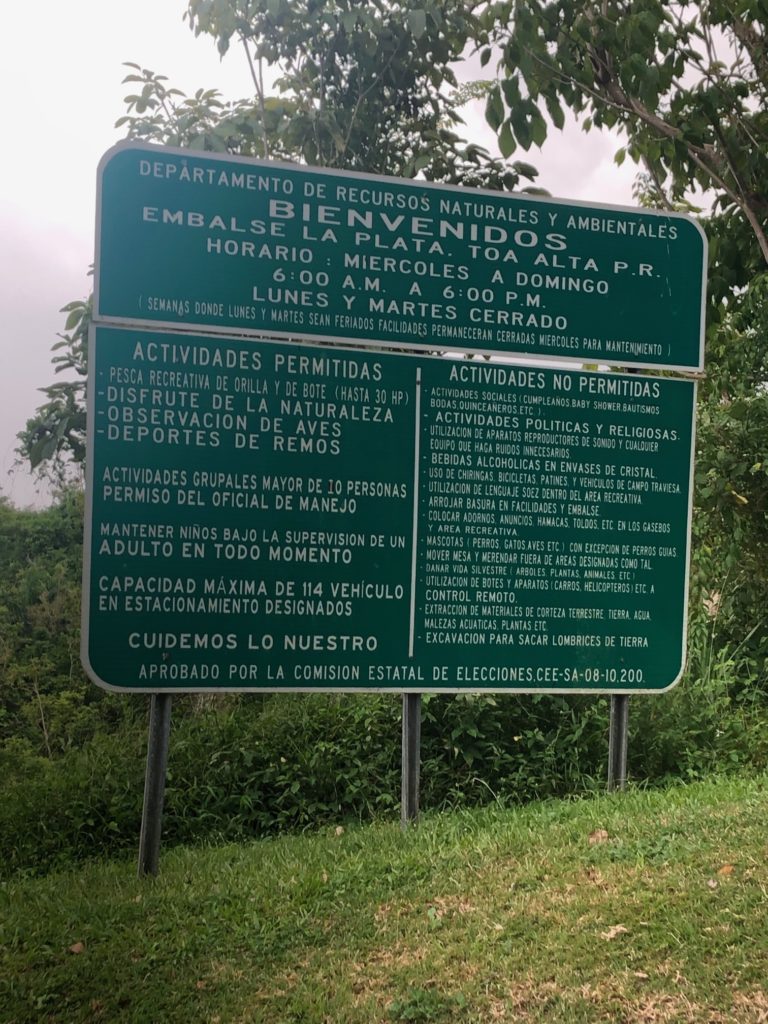 DEPARTAMENTO DE RECURSOS NATURALES Y AMBIENTALES
BIENVENIDOS
EMBALSE LA PLATA, TOA ALTA P.R.
HORARIO : MIERCOLES A DOMINGO
6:00 A.M. A 6:00 P.M.
LUNES Y MARTES CERRADO
( SEMANAS DONDE LUNES Y MARTES SEAN FERIADOS FACILIDADES PERMANECERAN CERRADAS MIERCOLES PARA MANTENIMIENTO )
ACTIVIDADES PERMITIDAS
- PESCA RECREATIVA DE ORILLA Y DE BOTE (HASTA 30 HP)
-DISFRUTE DE LA NATURALEZA
-OBSERVACION DE AVES
-DEPORTES DE REMOS
ACTIVIDADES GRUPALES MAYOR DE 10 PERSONAS
PERMISO DEL OFICIAL DE MANEJO
MANTENER NIÑOS BAJO LA SUPERVISION DE UN
ADULTO EN TODO MOMENTO
CAPACIDAD MÁXIMA DE 114 VEHÍCULO
EN ESTACIONAMIENTO DESIGNADOS
CUIDEMOS LO NUESTRO
ACTIVIDADES NO PERMITIDAS
- ACTIVIDADES SOCIALES (CUMPLEAÑOS,BABY SHOWER,BAUTISMOS
BODAS,QUINCEAÑEROS,ETC.).
- ACTIVIDADES POLITICAS Y RELIGIOSAS.
- UTILIZACION DE APARATOS REPRODUCTORES DE SONIDO Y CUALQUIER
EQUIPO QUE HAGA RUIDOS INNECESARIOS.
- BEBIDAS ALCOHOLICAS EN ENVASES DE CRISTAL.
- USO DE CHIRINGAS, BICICLETAS, PATINES, Y VEHICULOS DE CAMPO TRAVIESA.
- UTILIZACION DE LENGUAJE SOEZ DENTRO DEL AREA RECREATIVA.
- ARROJAR BASURA EN FACILIDADES Y EMBALSE.
- COLOCAR ADORNOS, ANUNCIOS, HAMACAS, TOLDOS, ETC. EN LOS GASEBOS
Y AREA RECREATIVA.
- MASCOTAS ( PERROS, GATOS,AVES ETC.) CON EXCEPCION DE PERROS GUIAS.
- MOVER MESA Y MERENDAR FUERA DE AREAS DESIGNADAS COMO TAL
- DANAR VIDA SILVESTRE ( ARBOLES, PLANTAS, ANIMALES, ETC)
- UTILIZACION DE BOTES Y APARATOS (CARROS, HELICOPTEROS) ETC. A
CONTROL REMOTO.
- EXTRACCION DE MATERIALES DE CORTEZA TERRESTRE TIERRA, AGUA,
MALEZAS ACUATICAS, PLANTAS ETC.
- EXCAVACION PARA SACAR LOMBRICES DE TIERRA
APROBADO POR LA COMISION ESTATAL DE ELECCIONES,CEE-SA-08-10,200.